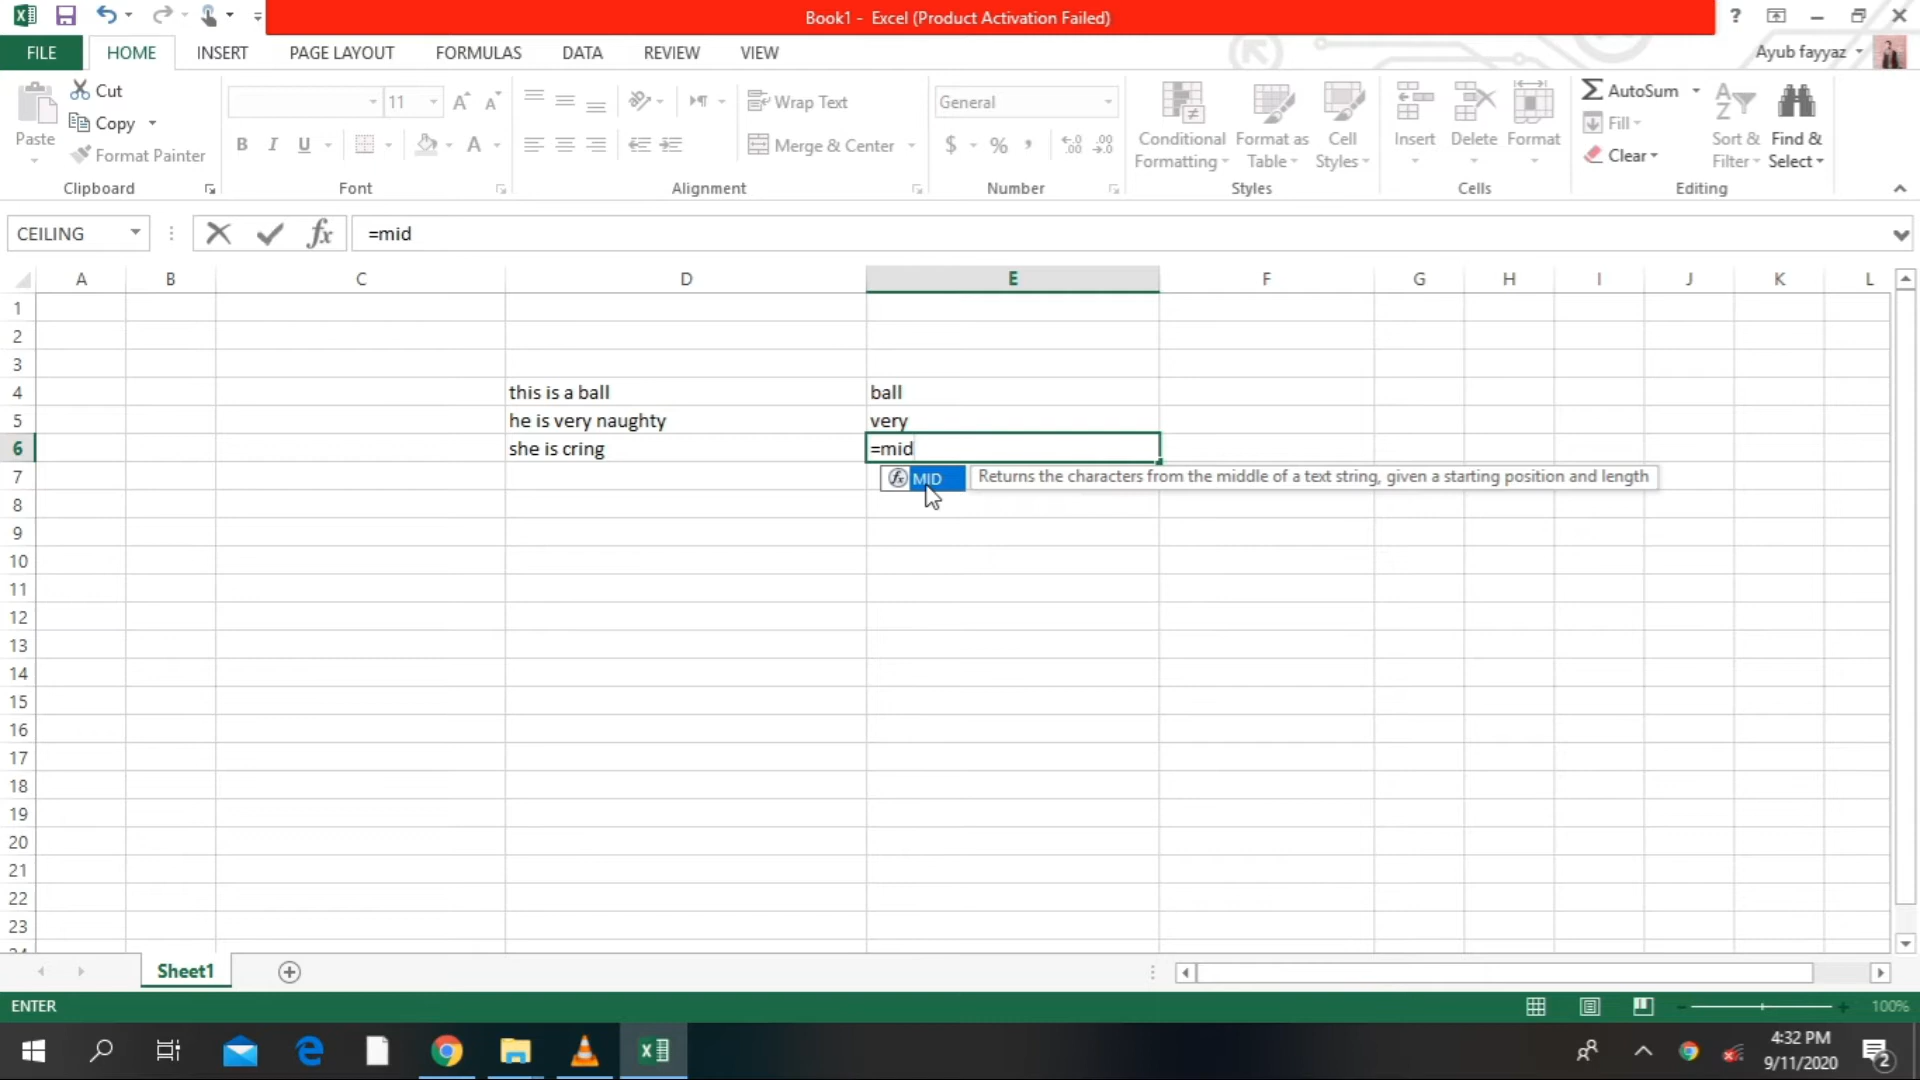 Book1 - Excel (Product Activation Failed)
?
FILE HOME INSERT PAGE LAYOUT FORMULAS DATA REVIEW VIEW
Ayub fayyaz
Paste
Cut
Copy
Format Painter
Clipboard
11
B I U
Font
Wrap Text
Merge & Center
Alignment
General
$ % ,
Number
Conditional Formatting
Format as Table
Cell Styles
Styles
Insert
Delete
Format
Cells
AutoSum
Fill
Clear
Sort & Filter
Find & Select
Editing
CEILING
fx
=mid
A B C D E F G H I J K L
1
2
3
4 this is a ball ball
5 he is very naughty very
6 she is cring =mid
7 MID Returns the characters from the middle of a text string, given a starting position and length
8
9
10
11
12
13
14
15
16
17
18
19
20
21
22
23
24
Sheet1
ENTER
100%
4:32 PM
9/11/2020
2